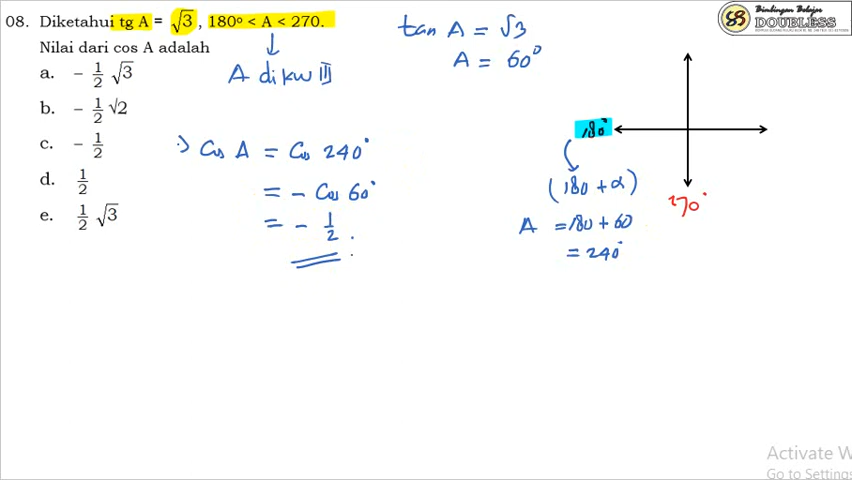 08. Diketahui tg A = √3 , 180° < A < 270.
Nilai dari cos A adalah
a. - 1/2 √3
b. - 1/2 √2
c. - 1/2
d. 1/2
e. 1/2 √3
A di kw III
tan A = √3
A = 60°
∴) Cos A = Cos 240°
= - Cos 60°
= - 1/2
180°
(180 + α)
A = 180 + 60
= 240°
270°
83
Bimbingan Belajar
DOUBLESS
Activate W
Go to Settings